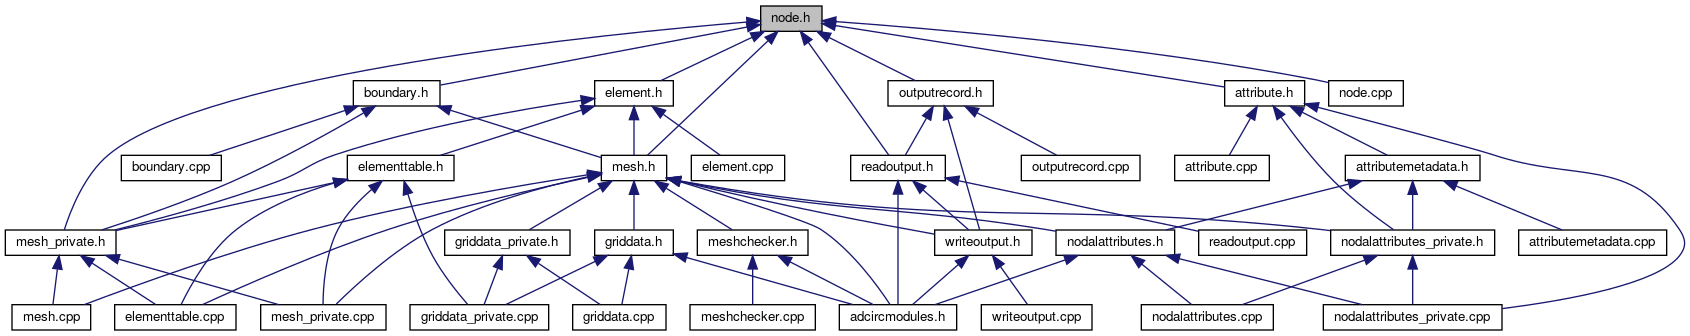 node.h
boundary.h
element.h
outputrecord.h
attribute.h
node.cpp
boundary.cpp
elementtable.h
mesh.h
element.cpp
readoutput.h
outputrecord.cpp
attribute.cpp
attributemetadata.h
mesh_private.h
griddata_private.h
griddata.h
meshchecker.h
writeoutput.h
nodalattributes.h
readoutput.cpp
nodalattributes_private.h
attributemetadata.cpp
mesh.cpp
elementtable.cpp
mesh_private.cpp
griddata_private.cpp
griddata.cpp
meshchecker.cpp
adcircmodules.h
writeoutput.cpp
nodalattributes.cpp
nodalattributes_private.cpp